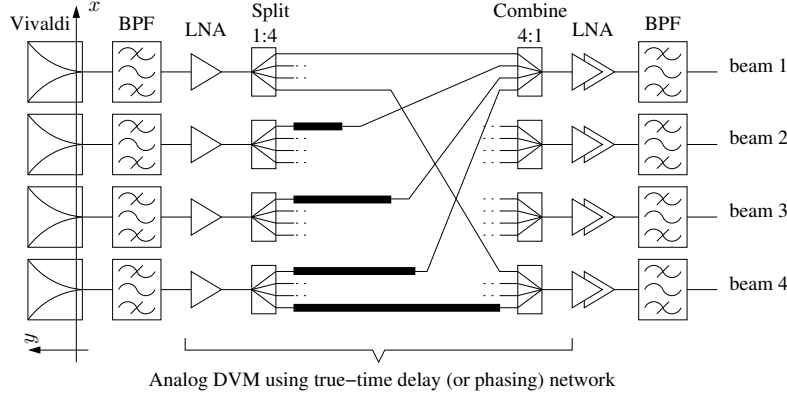 Vivaldi x BPF LNA Split 1:4 Combine 4:1 LNA BPF
beam 1
beam 2
beam 3
beam 4
y
Analog DVM using true−time delay (or phasing) network